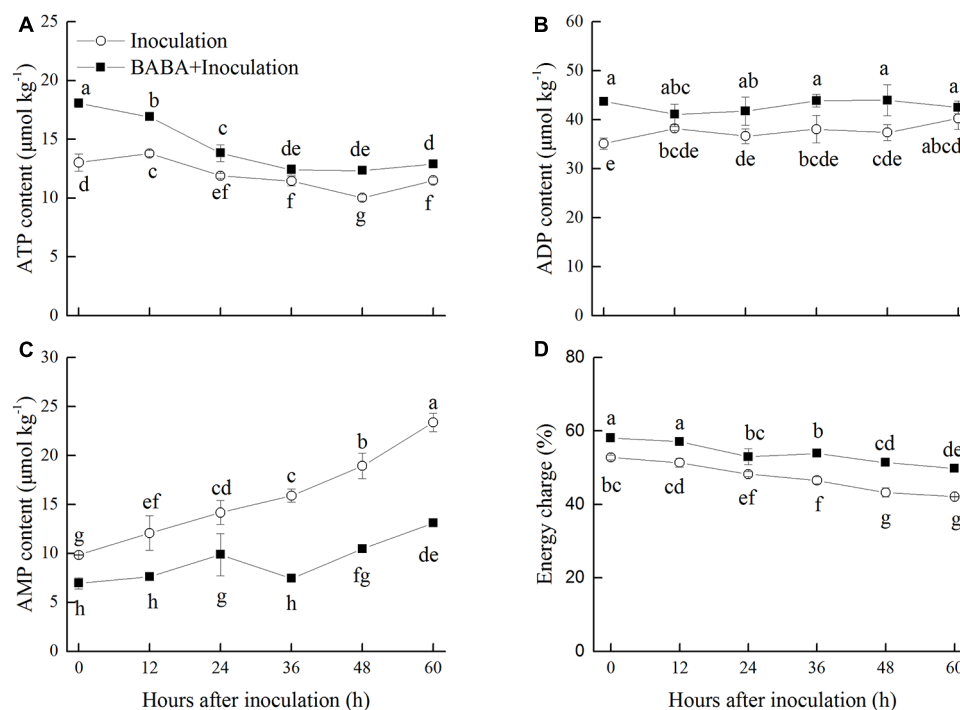 A
25
20
15
10
5
0
ATP content (μmol kg⁻¹)
Inoculation
BABA+Inoculation
a
b
c
de
de
d
d
c
ef
f
g
f
B
60
50
40
30
20
10
0
ADP content (μmol kg⁻¹)
a
abc
ab
a
a
a
e
bcde
de
bcde
cde
abcd
C
30
25
20
15
10
5
0
AMP content (μmol kg⁻¹)
g
ef
cd
c
b
a
h
h
g
h
fg
de
0 12 24 36 48 60
Hours after inoculation (h)
D
80
60
40
20
0
Energy charge (%)
a
a
bc
b
cd
de
bc
cd
ef
f
g
g
0 12 24 36 48 60
Hours after inoculation (h)